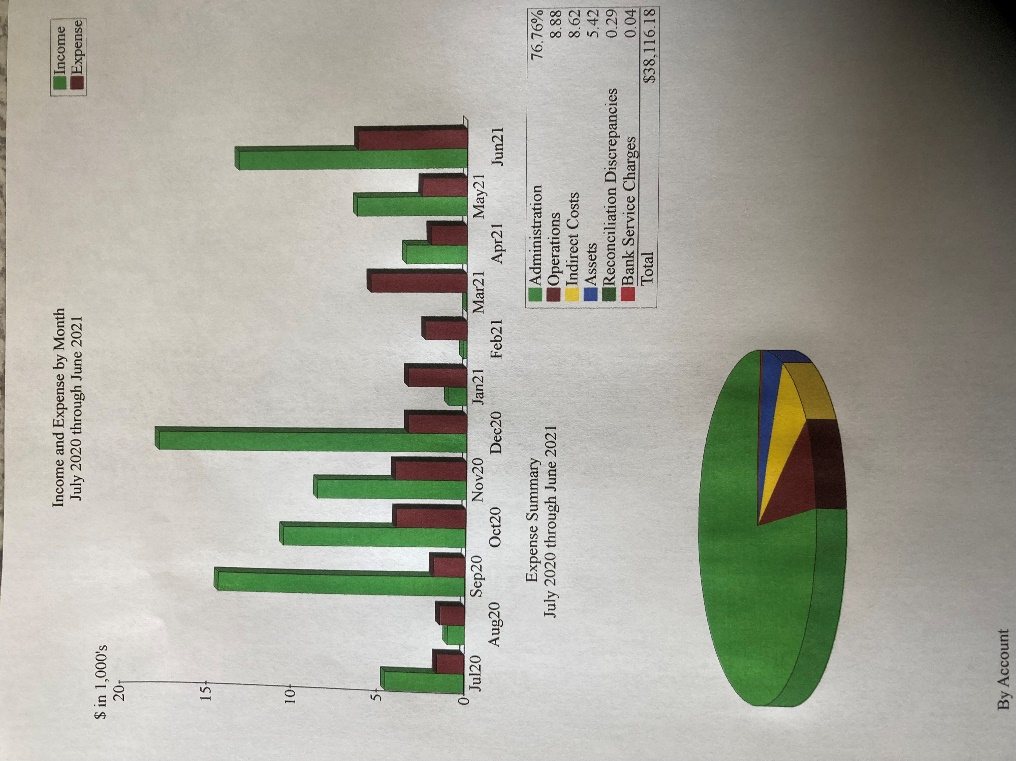 Income and Expense by Month
July 2020 through June 2021
$ in 1,000's
Income
Expense
20
15
10
5
0
Jul20
Aug20
Sep20
Oct20
Nov20
Dec20
Jan21
Feb21
Mar21
Apr21
May21
Jun21
Expense Summary
July 2020 through June 2021
Administration 76.76%
Operations 8.88
Indirect Costs 8.62
Assets 5.42
Reconciliation Discrepancies 0.29
Bank Service Charges 0.04
Total $38,116.18
By Account